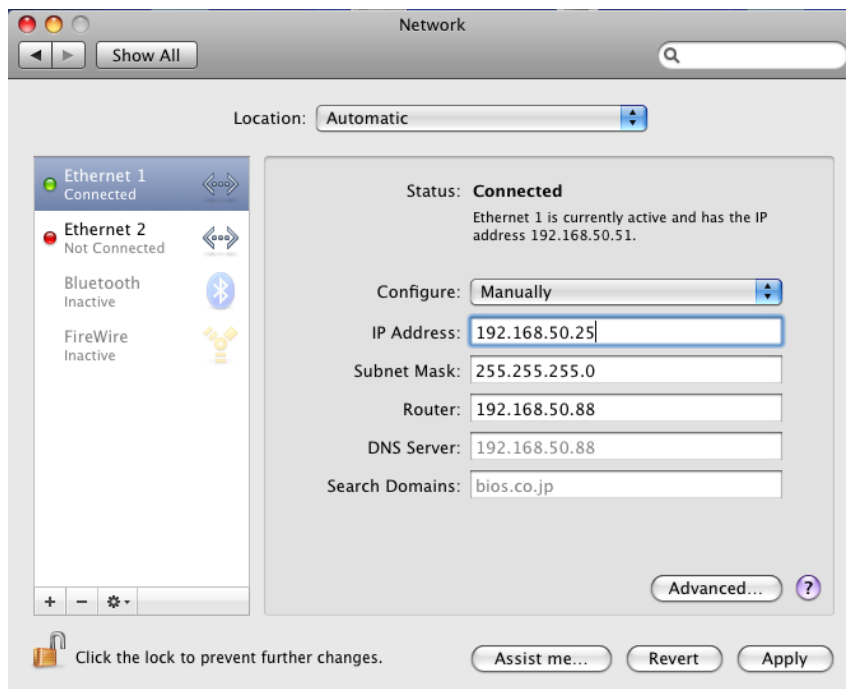 Network
Show All
Location: Automatic
Ethernet 1
Connected
Ethernet 2
Not Connected
Bluetooth
Inactive
FireWire
Inactive
Status: Connected
Ethernet 1 is currently active and has the IP
address 192.168.50.51.
Configure: Manually
IP Address: 192.168.50.25
Subnet Mask: 255.255.255.0
Router: 192.168.50.88
DNS Server: 192.168.50.88
Search Domains: bios.co.jp
Advanced... ?
+ −
Click the lock to prevent further changes.
Assist me... Revert Apply